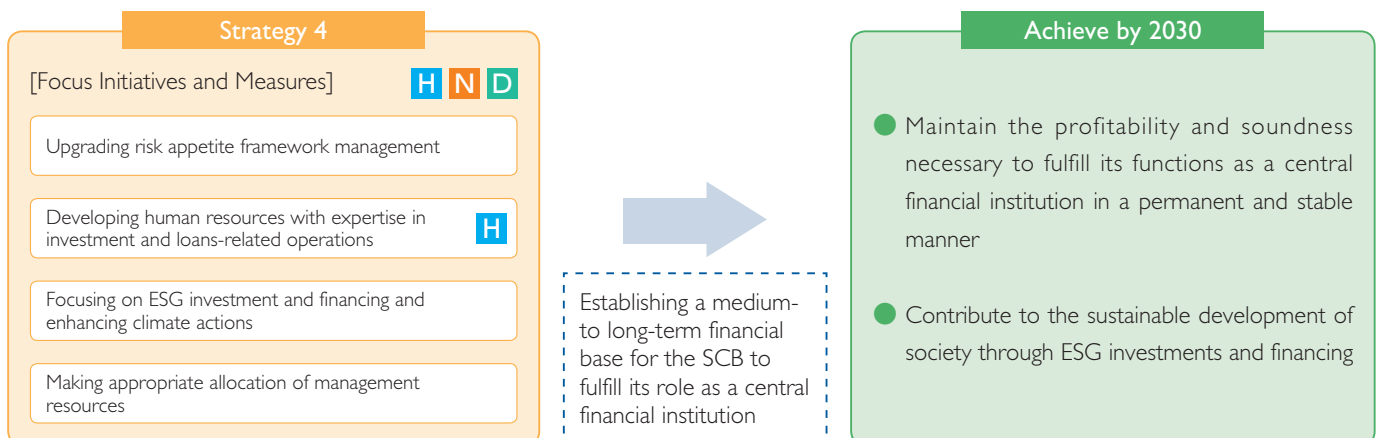 Strategy 4
[Focus Initiatives and Measures]
H N D
Upgrading risk appetite framework management
Developing human resources with expertise in
investment and loans-related operations
H
Focusing on ESG investment and financing and
enhancing climate actions
Making appropriate allocation of management
resources
Establishing a medium-
to long-term financial
base for the SCB to
fulfill its role as a central
financial institution
Achieve by 2030
Maintain the profitability and soundness
necessary to fulfill its functions as a central
financial institution in a permanent and stable
manner
Contribute to the sustainable development of
society through ESG investments and financing